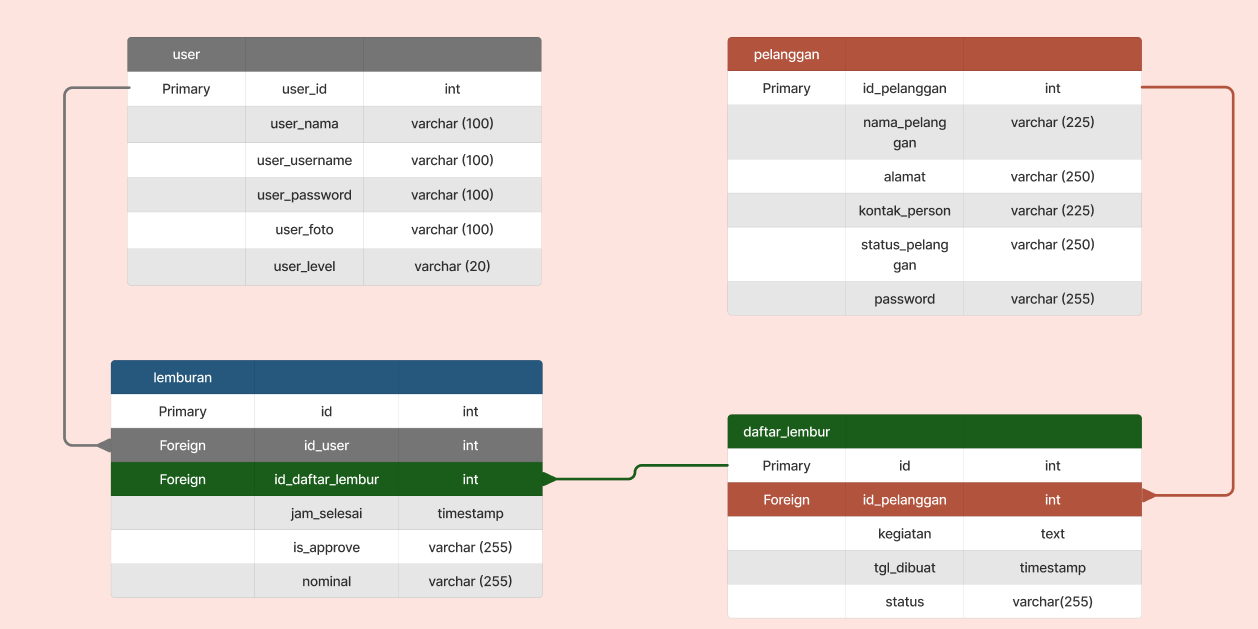 user
Primary user_id int
user_nama varchar (100)
user_username varchar (100)
user_password varchar (100)
user_foto varchar (100)
user_level varchar (20)
pelanggan
Primary id_pelanggan int
nama_pelang varchar (225)
gan
alamat varchar (250)
kontak_person varchar (225)
status_pelang varchar (250)
gan
password varchar (255)
lemburan
Primary id int
Foreign id_user int
Foreign id_daftar_lembur int
jam_selesai timestamp
is_approve varchar (255)
nominal varchar (255)
daftar_lembur
Primary id int
Foreign id_pelanggan int
kegiatan text
tgl_dibuat timestamp
status varchar(255)